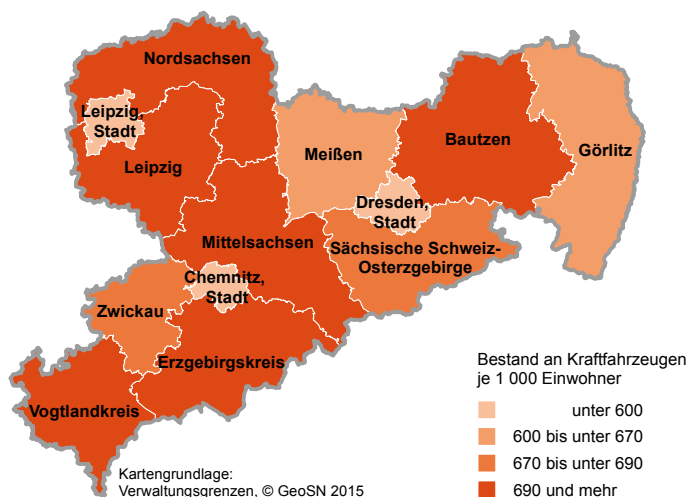 Nordsachsen
Leipzig,
Stadt
Leipzig
Meißen
Bautzen
Görlitz
Dresden,
Stadt
Mittelsachsen
Sächsische Schweiz-
Osterzgebirge
Chemnitz,
Stadt
Zwickau
Erzgebirgskreis
Vogtlandkreis
Bestand an Kraftfahrzeugen
je 1 000 Einwohner
unter 600
600 bis unter 670
670 bis unter 690
690 und mehr
Kartengrundlage:
Verwaltungsgrenzen, © GeoSN 2015